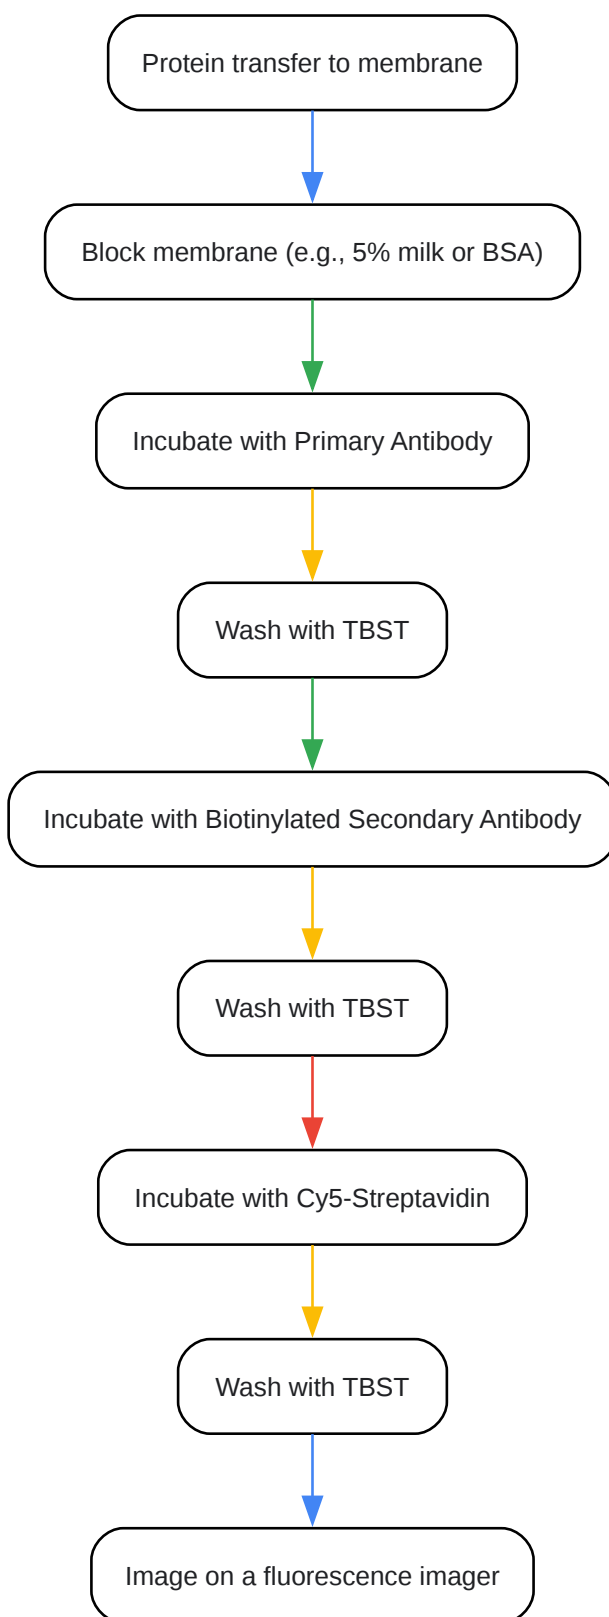 Protein transfer to membrane
Block membrane (e.g., 5% milk or BSA)
Incubate with Primary Antibody
Wash with TBST
Incubate with Biotinylated Secondary Antibody
Wash with TBST
Incubate with Cy5-Streptavidin
Wash with TBST
Image on a fluorescence imager